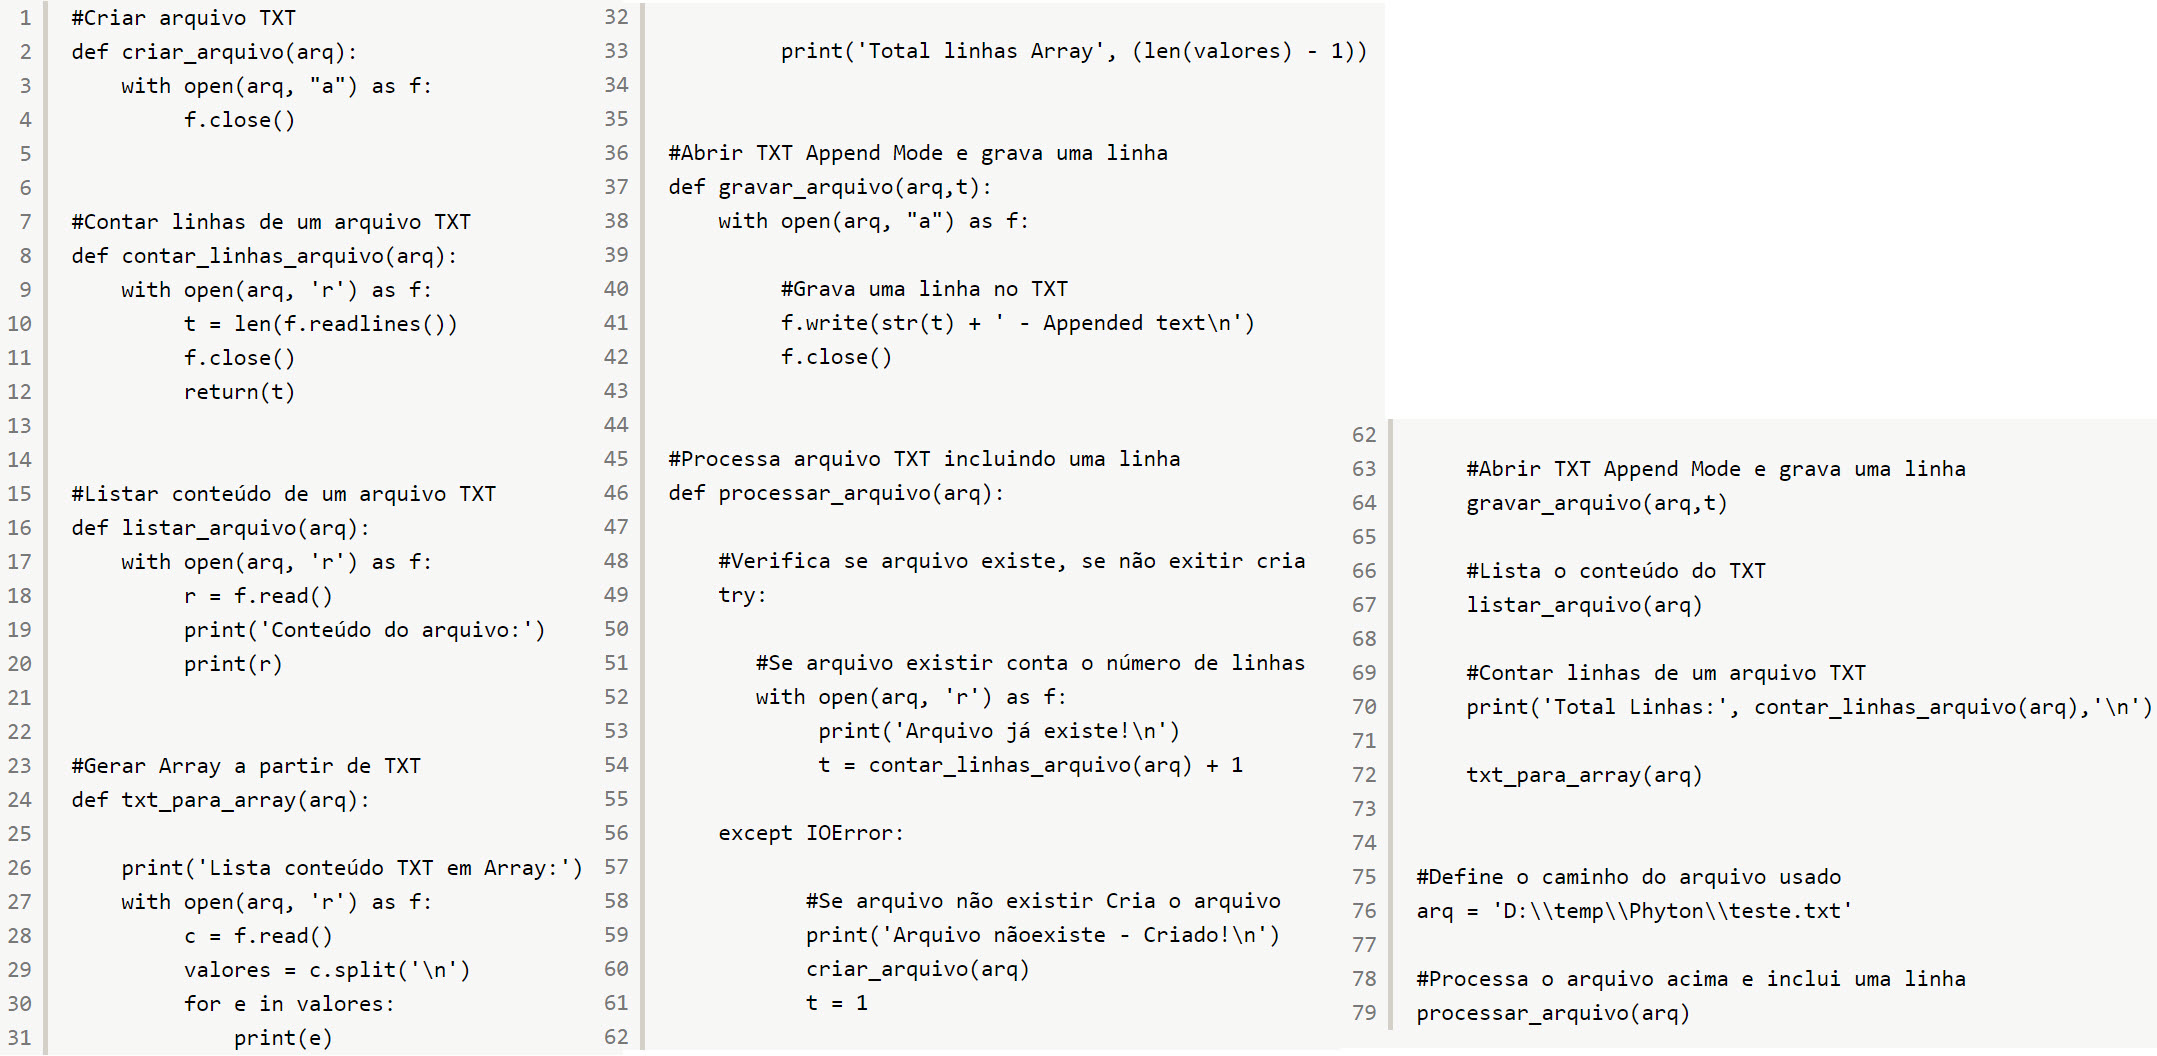 1 #Criar arquivo TXT
2 def criar_arquivo(arq):
3     with open(arq, "a") as f:
4          f.close()
5
6
7 #Contar linhas de um arquivo TXT
8 def contar_linhas_arquivo(arq):
9     with open(arq, 'r') as f:
10          t = len(f.readlines())
11          f.close()
12          return(t)
13
14
15 #Listar conteúdo de um arquivo TXT
16 def listar_arquivo(arq):
17     with open(arq, 'r') as f:
18          r = f.read()
19          print('Conteúdo do arquivo:')
20          print(r)
21
22
23 #Gerar Array a partir de TXT
24 def txt_para_array(arq):
25
26     print('Lista conteúdo TXT em Array:')
27     with open(arq, 'r') as f:
28          c = f.read()
29          valores = c.split('\n')
30          for e in valores:
31              print(e)
32
33          print('Total linhas Array', (len(valores) - 1))
34
35
36 #Abrir TXT Append Mode e grava uma linha
37 def gravar_arquivo(arq,t):
38     with open(arq, "a") as f:
39
40          #Grava uma linha no TXT
41          f.write(str(t) + ' - Appended text\n')
42          f.close()
43
44
45 #Processa arquivo TXT incluindo uma linha
46 def processar_arquivo(arq):
47
48     #Verifica se arquivo existe, se não exitir cria
49     try:
50
51        #Se arquivo existir conta o número de linhas
52        with open(arq, 'r') as f:
53             print('Arquivo já existe!\n')
54             t = contar_linhas_arquivo(arq) + 1
55
56     except IOError:
57
58            #Se arquivo não existir Cria o arquivo
59            print('Arquivo nãoexiste - Criado!\n')
60            criar_arquivo(arq)
61            t = 1
62
62
63     #Abrir TXT Append Mode e grava uma linha
64     gravar_arquivo(arq,t)
65
66     #Lista o conteúdo do TXT
67     listar_arquivo(arq)
68
69     #Contar linhas de um arquivo TXT
70     print('Total Linhas:', contar_linhas_arquivo(arq),'\n')
71
72     txt_para_array(arq)
73
74
75 #Define o caminho do arquivo usado
76 arq = 'D:\\temp\\Phyton\\teste.txt'
77
78 #Processa o arquivo acima e inclui uma linha
79 processar_arquivo(arq)